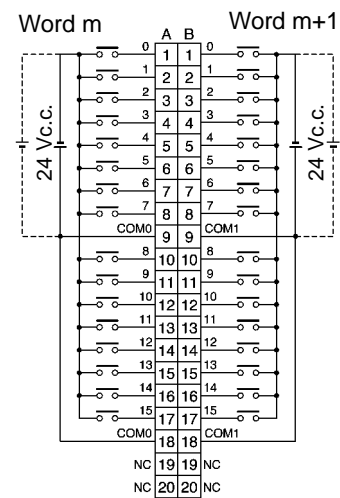 Word m Word m+1
A B
0 1 1 0
1 2 2 1
2 3 3 2
3 4 4 3
4 5 5 4
5 6 6 5
6 7 7 6
7 8 8 7
COM0 9 9 COM1
8 10 10 8
9 11 11 9
10 12 12 10
11 13 13 11
12 14 14 12
13 15 15 13
14 16 16 14
15 17 17 15
COM0 18 18 COM1
NC 19 19 NC
NC 20 20 NC
24 Vc.c.
24 Vc.c.